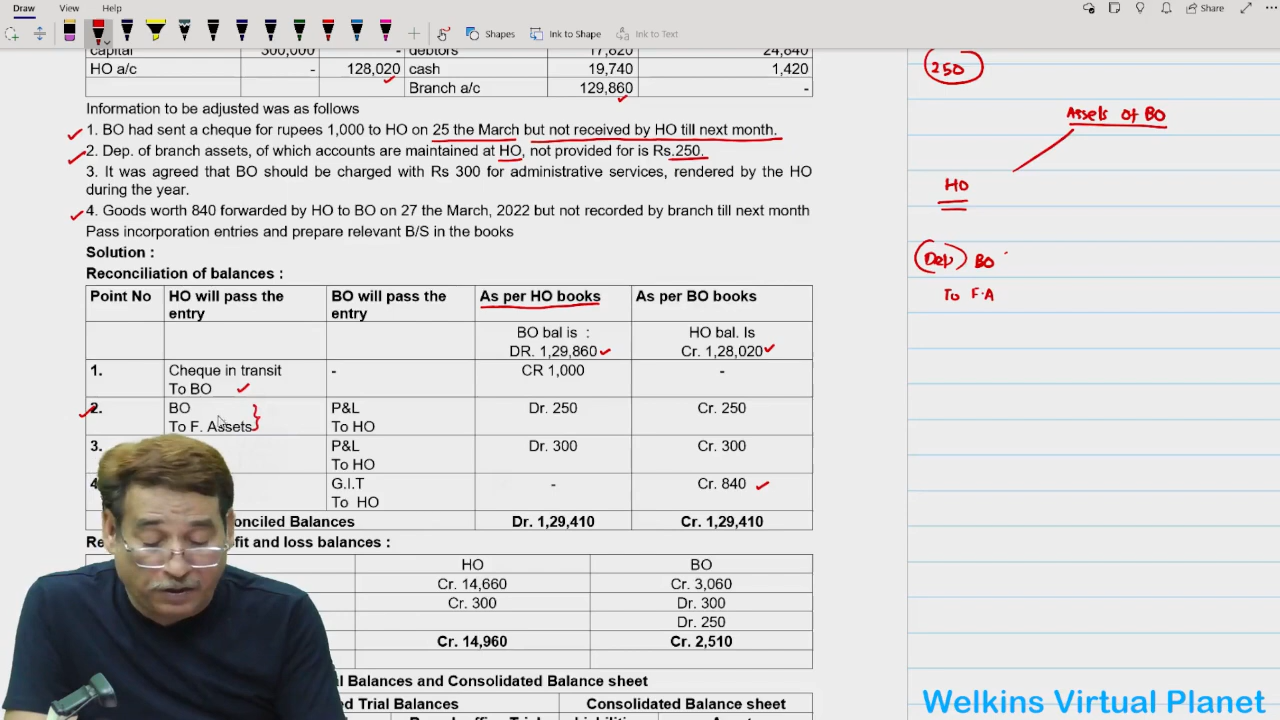 Draw View Share
Shapes Ink to Shape Ink to Text
capital 300,000 - debtors 17,820 24,840
HO a/c - 128,020 cash 19,740 1,420
Branch a/c 129,860 -
Information to be adjusted was as follows
1. BO had sent a cheque for rupees 1,000 to HO on 25 the March but not received by HO till next month.
2. Dep. of branch assets, of which accounts are maintained at HO, not provided for is Rs.250.
3. It was agreed that BO should be charged with Rs 300 for administrative services, rendered by the HO
during the year.
4. Goods worth 840 forwarded by HO to BO on 27 the March, 2022 but not recorded by branch till next month
Pass incorporation entries and prepare relevant B/S in the books
Solution :
Reconciliation of balances :
Point No HO will pass the entry BO will pass the entry As per HO books As per BO books
BO bal is : HO bal. Is
DR. 1,29,860 Cr. 1,28,020
1. Cheque in transit - CR 1,000 -
To BO
2. BO P&L Dr. 250 Cr. 250
To F. Assets To HO
3. P&L Dr. 300 Cr. 300
To HO
G.I.T - Cr. 840
To HO
Balances Dr. 1,29,410 Cr. 1,29,410
and loss balances :
HO BO
Cr. 14,660 Cr. 3,060
Cr. 300 Dr. 300
Dr. 250
Cr. 14,960 Cr. 2,510
Balances and Consolidated Balance sheet
Trial Balances Consolidated Balance sheet
250
Assets of BO
HO
Dep BO
To F.A
Welkins Virtual Planet